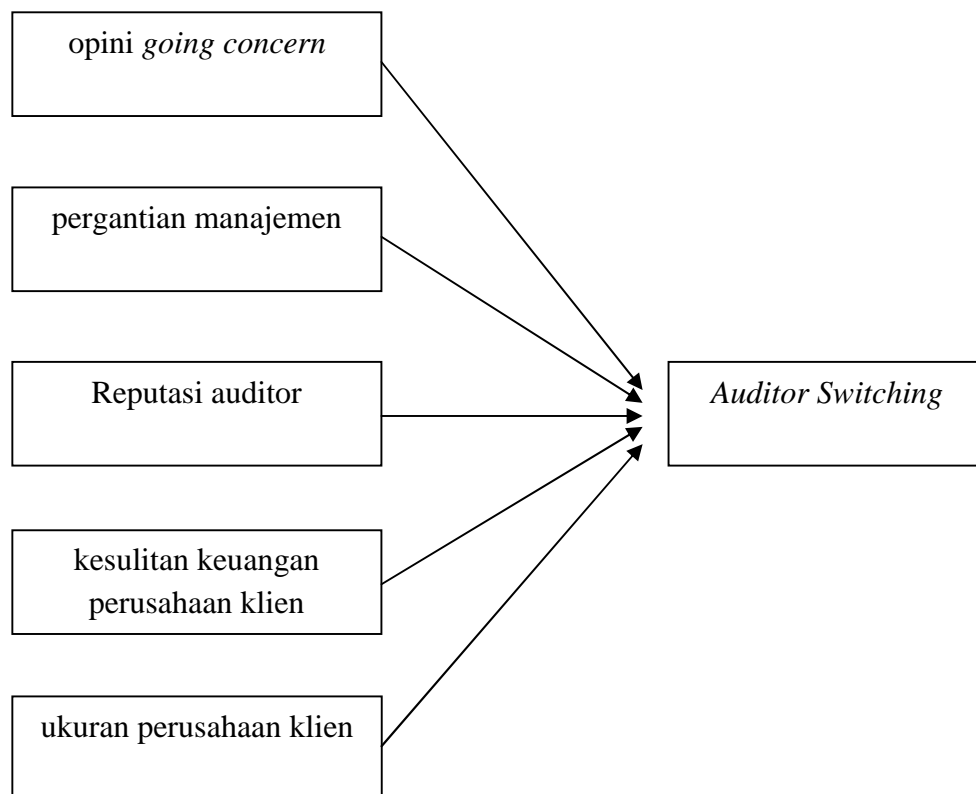 opini going concern
pergantian manajemen
Reputasi auditor
Auditor Switching
kesulitan keuangan
perusahaan klien
ukuran perusahaan klien